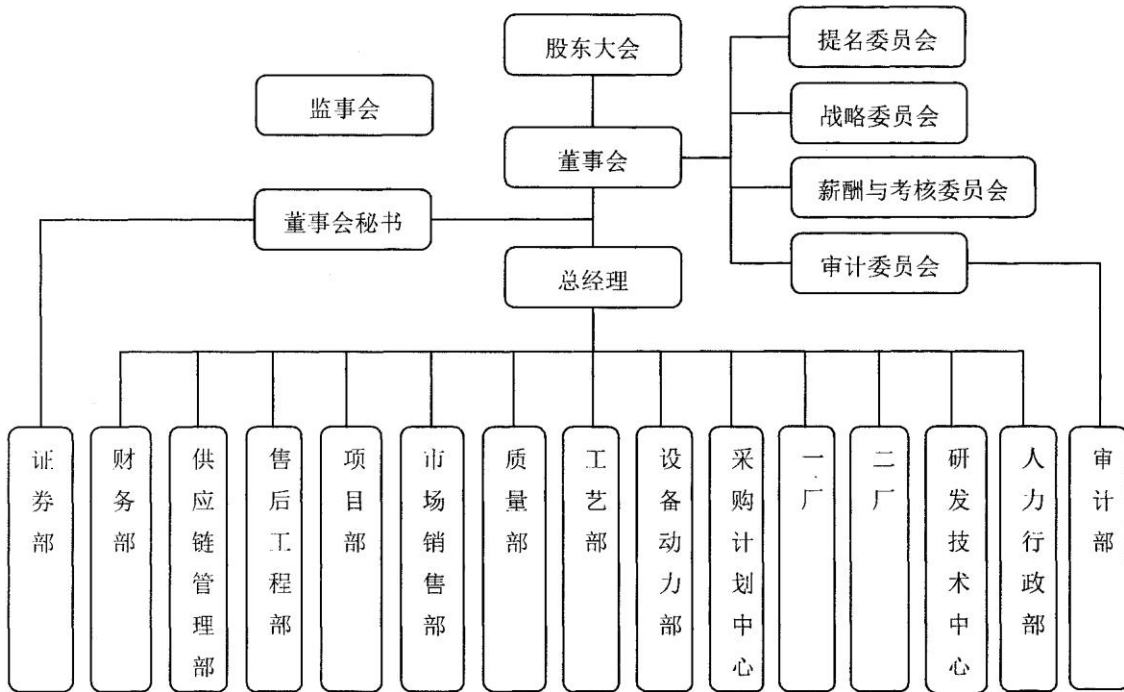 股东大会
提名委员会
监事会
战略委员会
董事会
薪酬与考核委员会
董事会秘书
审计委员会
总经理
证券部
财务部
供应链管理部
售后工程部
项目部
市场销售部
质量部
工艺部
设备动力部
采购计划中心
一厂
二厂
研发技术中心
人力行政部
审计部